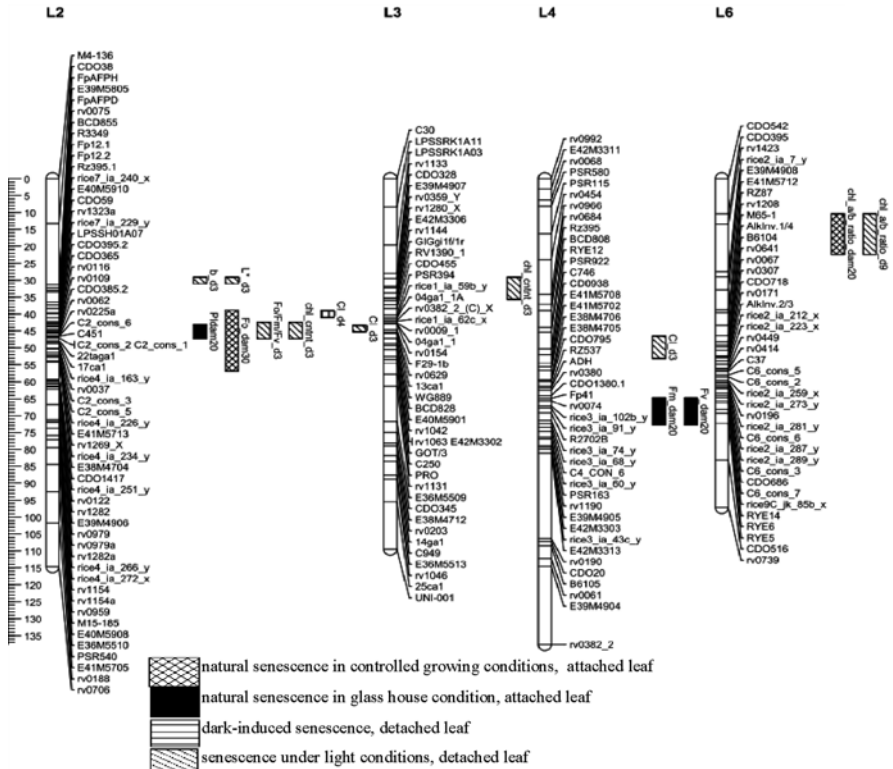 L2
L3
L4
L6
0
5
10
15
20
25
30
35
40
45
50
55
60
65
70
75
80
85
90
95
100
105
110
115
120
125
130
135
M4-136
CDO38
FpAFPH
E39M5805
FpAFPD
rv0075
BCD855
R3349
Fp12.1
Fp12.2
Rz395.1
rice7_ia_240_x
E40M5910
CDO59
rv1323a
rice7_ia_229_y
LPSSH01A07
CDO395.2
CDO365
rv0116
rv0109
CDO385.2
rv0062
rv0225a
C2_cons_6
C451
C2_cons_2 C2_cons_1
22taga1
17ca1
rice4_ia_163_y
rv0037
C2_cons_3
C2_cons_5
rice4_ia_226_y
E41M5713
rv1269_X
rice4_ia_234_y
E38M4704
CDO1417
rice4_ia_251_y
rv0122
rv1282
E39M4906
rv0979
rv0979a
rv1282a
rice4_ia_266_y
rice4_ia_272_x
rv1154
rv1154a
rv0959
M15-185
E40M5908
E36M5510
PSR540
E41M5705
rv0188
rv0706
b_d3
L*_d3
PIdam20
Fo_dam30
Fo/Fm/Fv_d3
chl_cntnt_d3
CI_d4
CI_d3
C30
LPSSRK1A11
LPSSRK1A03
rv1133
CDO328
E39M4907
rv0359_Y
rv1280_X
E42M3306
rv1144
GIGgi1f/1r
RV1390_1
CDO455
PSR394
rice1_ia_59b_y
04ga1_1A
rv0382_2_(C)_X
rice1_ia_62c_x
rv0009_1
04ga1_1
rv0154
F29-1b
rv0629
13ca1
WG889
BCD828
E40M5901
rv1042
rv1063 E42M3302
GOT/3
C250
PRO
rv1131
E36M5509
CDO345
E38M4712
rv0203
14ga1
C949
E36M5513
rv1046
25ca1
UNI-001
chl_cntnt_d3
rv0992
E42M3311
rv0068
PSR580
PSR115
rv0454
rv0966
rv0684
Rz395
BCD808
RYE12
PSR922
C746
CD0938
E41M5708
E41M5702
E38M4706
E38M4705
CDO795
RZ537
ADH
rv0380
CDO1380.1
Fp41
rv0074
rice3_ia_102b_y
rice3_ia_91_y
R2702B
rice3_ia_74_y
rice3_ia_68_y
C4_CON_6
rice3_ia_60_y
PSR163
rv1190
E39M4905
E42M4303
rice3_ia_43c_y
E42M3313
rv0190
CDO20
B6105
rv0061
E39M4904
rv0382_2
CI_d3
Fm_dam20
Fv_dam20
CDO542
CDO395
rv1423
rice2_ia_7_y
E39M4908
E41M5712
RZ87
rv1208
M65-1
AlkInv.1/4
B6104
rv0641
rv0067
rv0307
CDO718
rv0171
AlkInv.2/3
rice2_ia_212_x
rice2_ia_223_x
rv0449
rv0414
C37
C6_cons_5
C6_cons_2
rice2_ia_259_x
rice2_ia_273_y
rv0196
rice2_ia_281_y
C6_cons_6
rice2_ia_287_y
rice2_ia_289_y
C6_cons_3
CDO686
C6_cons_7
rice9C_jk_85b_x
RYE14
RYE6
RYE5
CDO516
rv0739
chl_a/b_ratio_dam20
chl_a/b_ratio_d9
natural senescence in controlled growing conditions, attached leaf
natural senescence in glass house condition, attached leaf
dark-induced senescence, detached leaf
senescence under light conditions, detached leaf